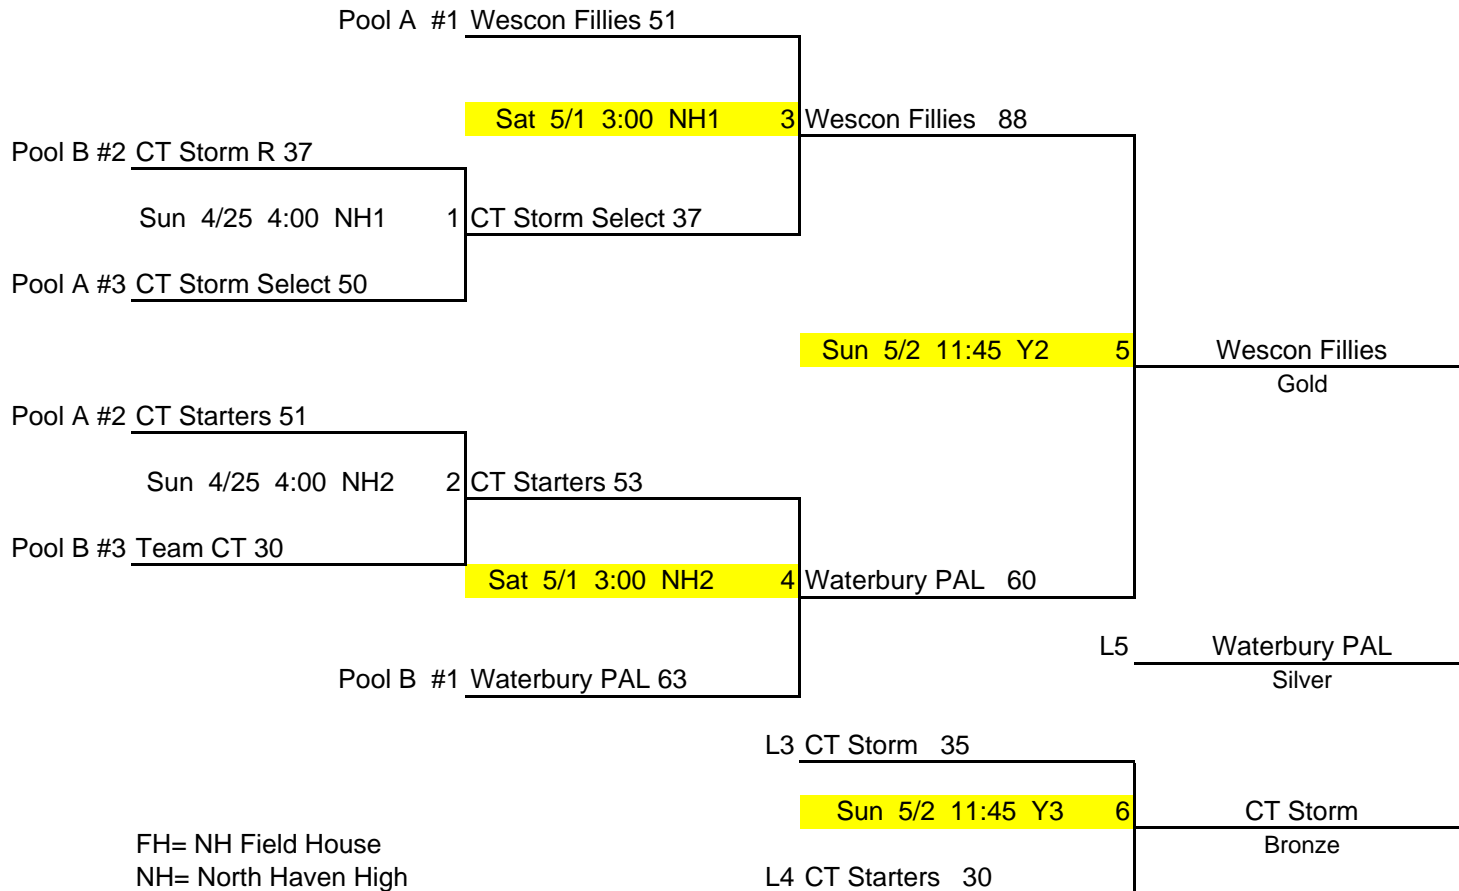 Pool A #1 Wescon Fillies 51
Sat 5/1 3:00 NH1 3 Wescon Fillies 88
Pool B #2 CT Storm R 37
Sun 4/25 4:00 NH1 1 CT Storm Select 37
Pool A #3 CT Storm Select 50
Sun 5/2 11:45 Y2 5 Wescon Fillies
Gold
Pool A #2 CT Starters 51
Sun 4/25 4:00 NH2 2 CT Starters 53
Pool B #3 Team CT 30
Sat 5/1 3:00 NH2 4 Waterbury PAL 60
L5 Waterbury PAL
Pool B #1 Waterbury PAL 63 Silver
L3 CT Storm 35
Sun 5/2 11:45 Y3 6 CT Storm
FH= NH Field House Bronze
NH= North Haven High L4 CT Starters 30